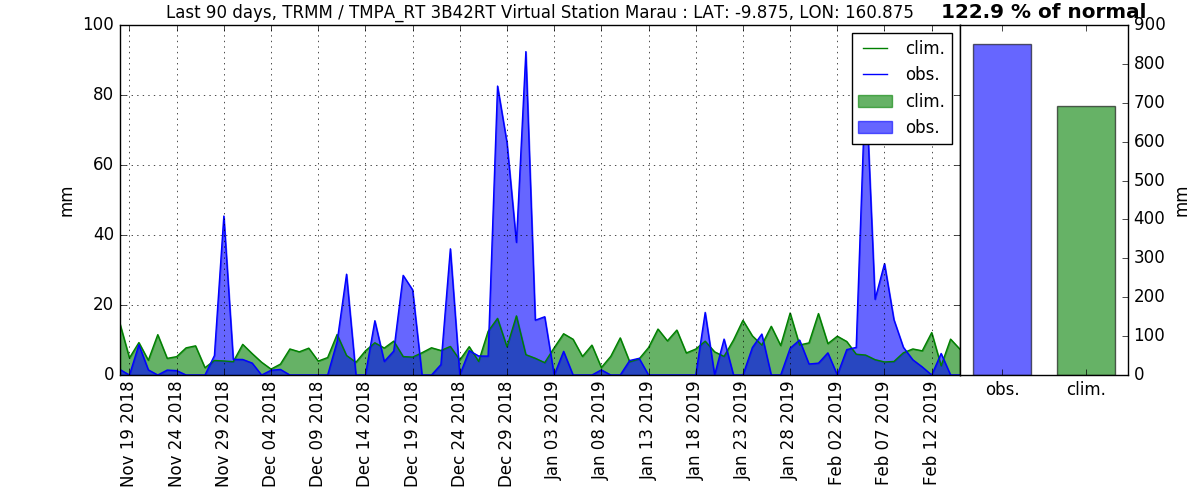 Last 90 days, TRMM / TMPA_RT 3B42RT Virtual Station Marau : LAT: -9.875, LON: 160.875
122.9 % of normal
100
80
60
40
20
0
mm
clim.
obs.
clim.
obs.
900
800
700
600
500
400
300
200
100
0
mm
Nov 19 2018
Nov 24 2018
Nov 29 2018
Dec 04 2018
Dec 09 2018
Dec 14 2018
Dec 19 2018
Dec 24 2018
Dec 29 2018
Jan 03 2019
Jan 08 2019
Jan 13 2019
Jan 18 2019
Jan 23 2019
Jan 28 2019
Feb 02 2019
Feb 07 2019
Feb 12 2019
obs.
clim.